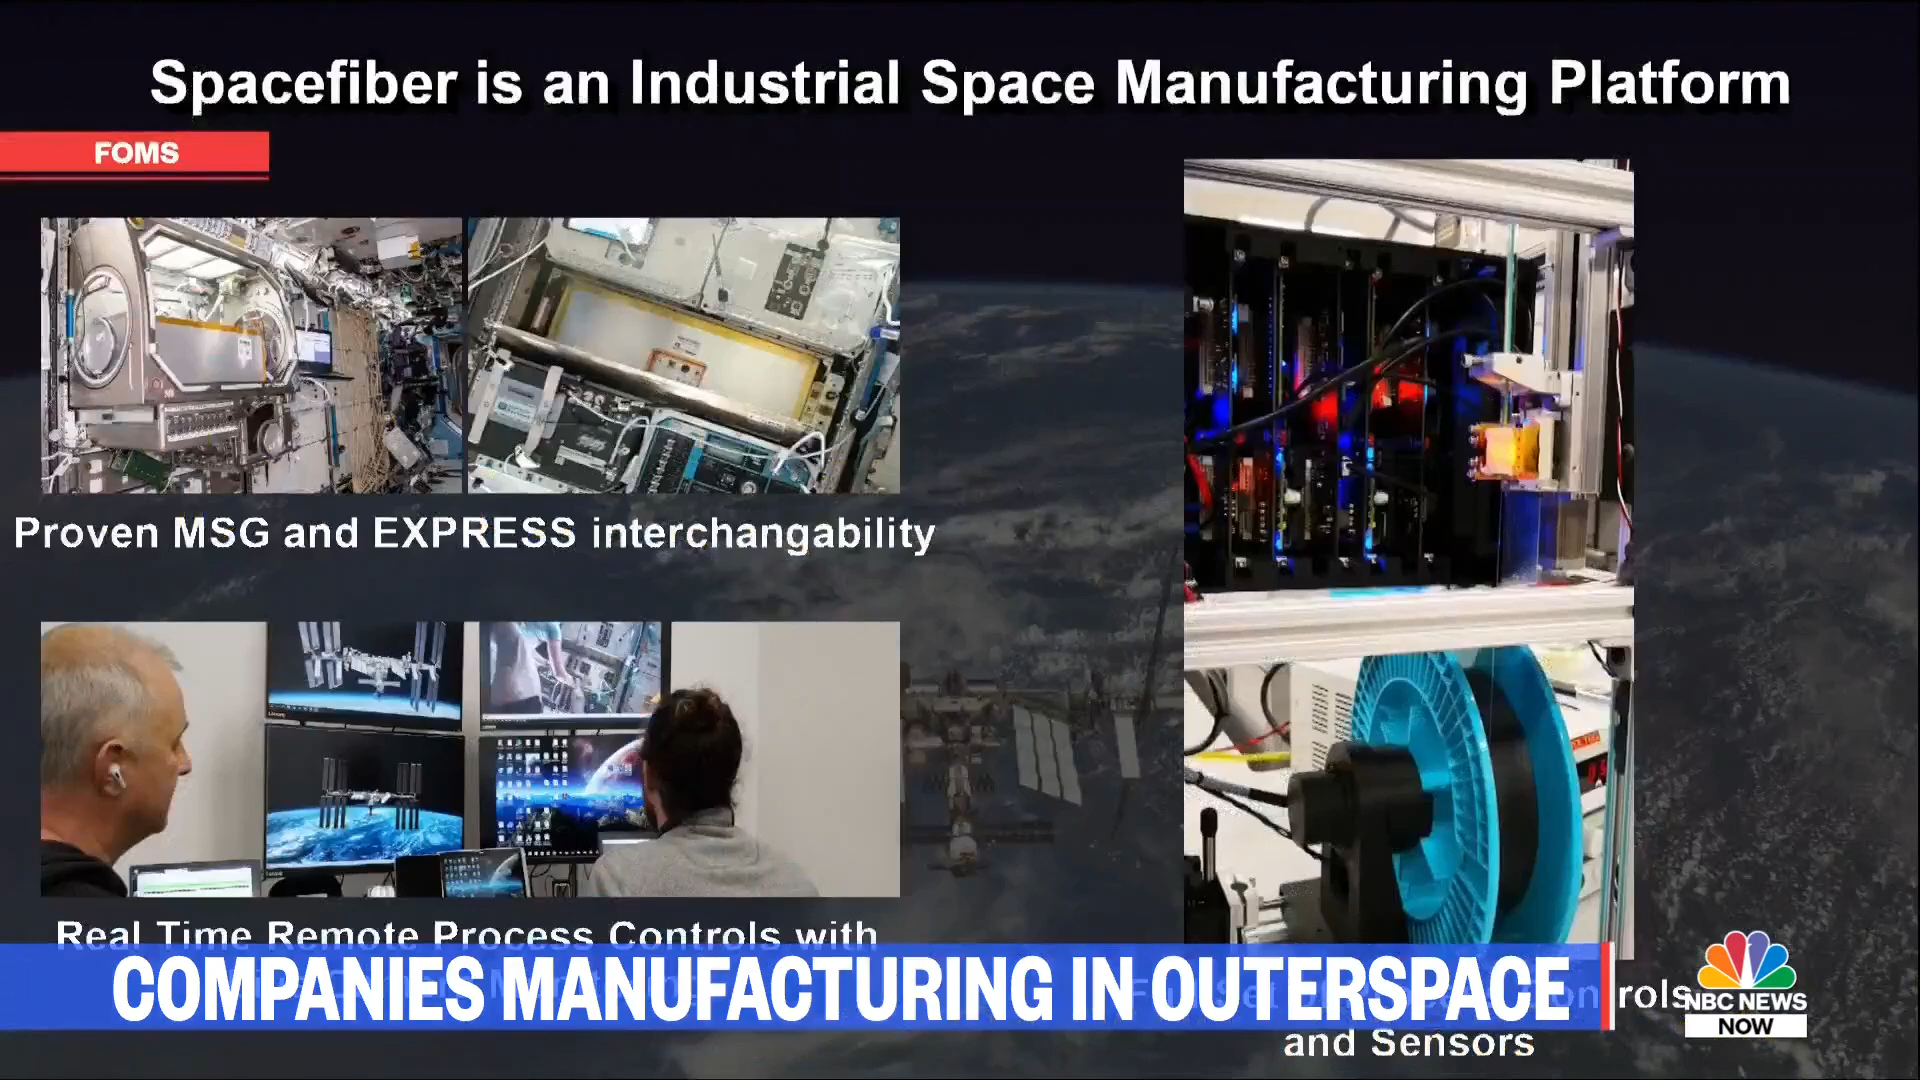 Spacefiber is an Industrial Space Manufacturing Platform
FOMS
Proven MSG and EXPRESS interchangability
Real Time Remote Process Controls with
COMPANIES MANUFACTURING IN OUTERSPACE
rols
and Sensors
NBC NEWS
NOW